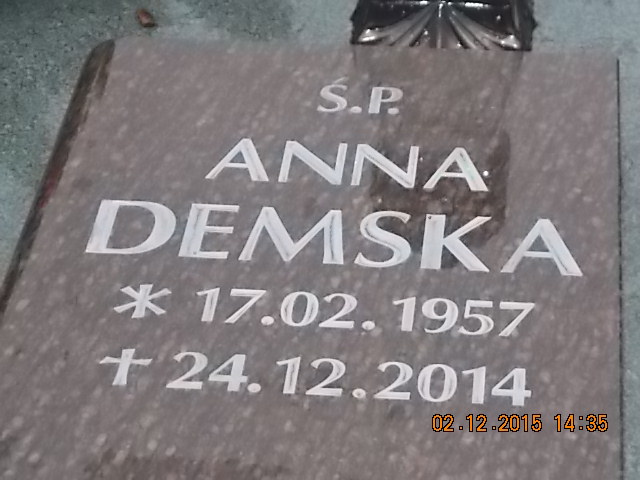 Ś.P.
ANNA
DEMSKA
* 17.02.1957
† 24.12.2014
02.12.2015 14:35